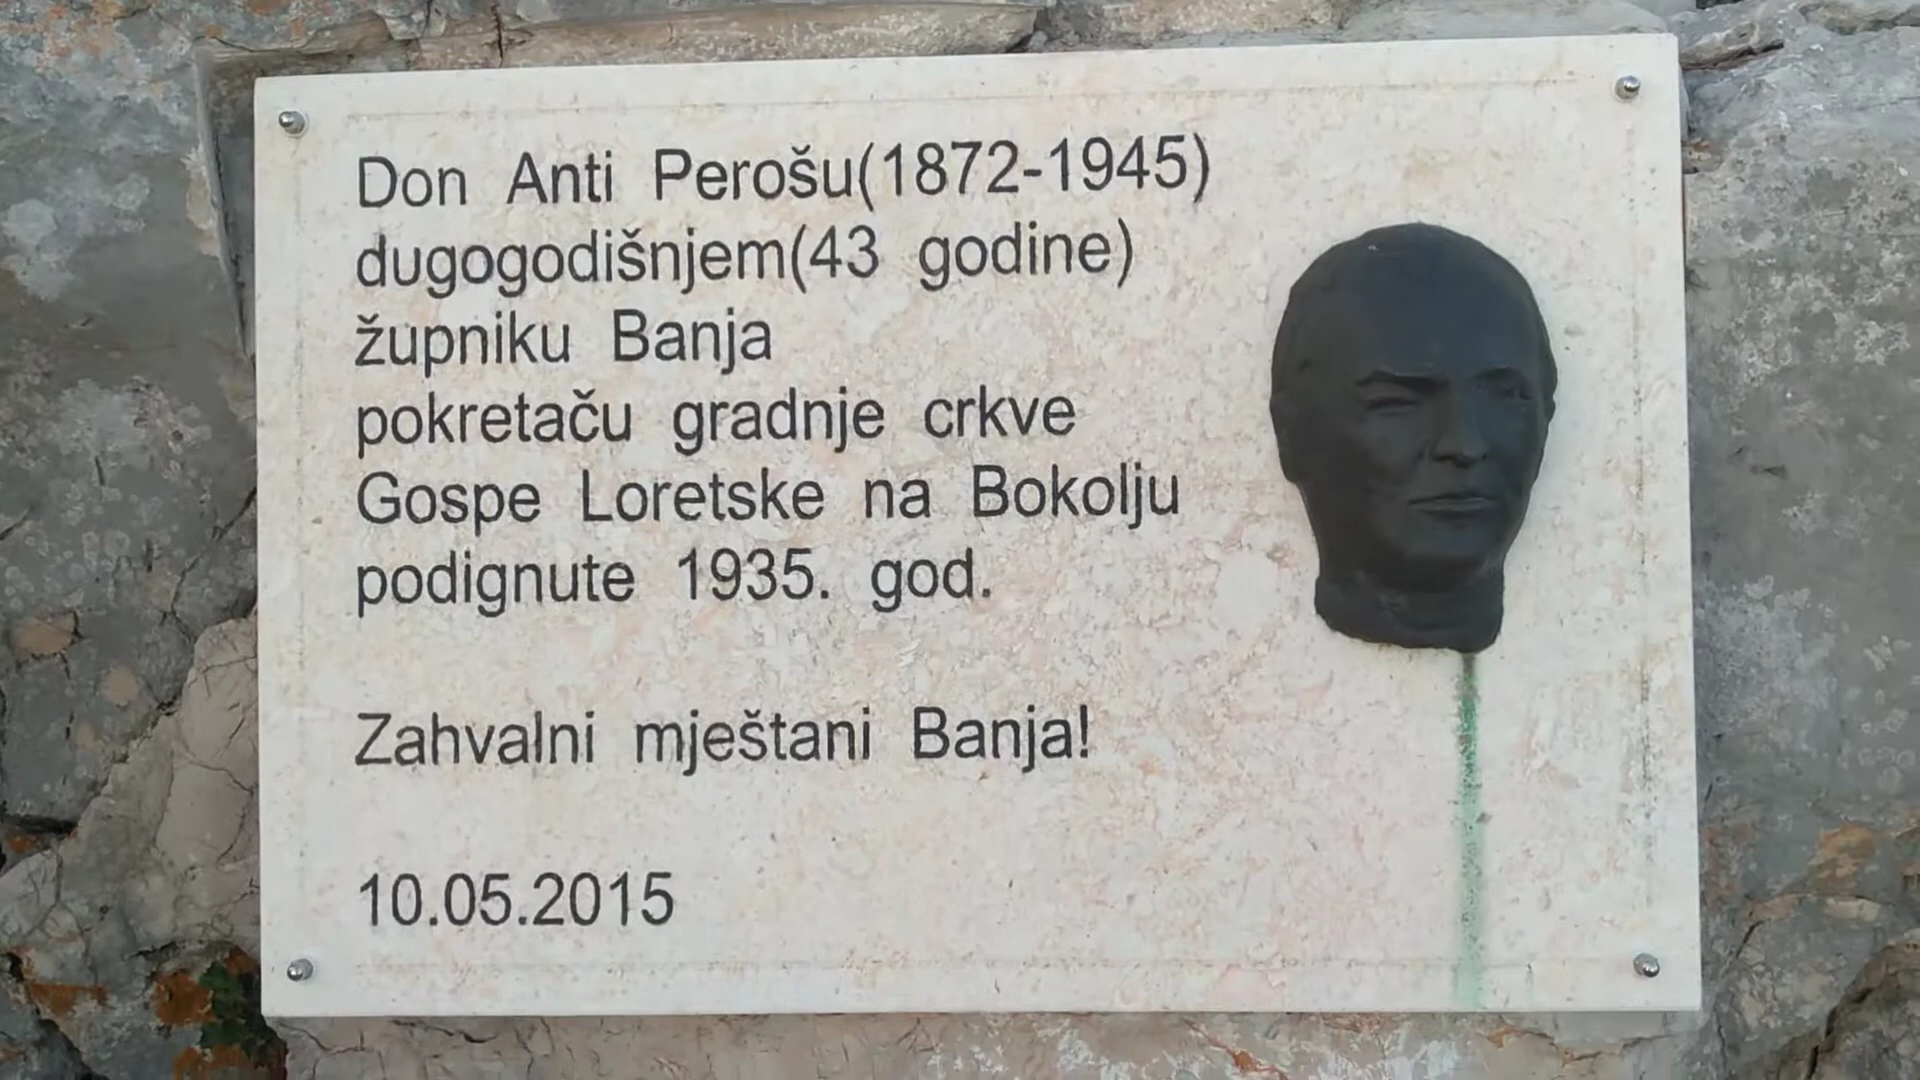 Don Anti Perošu(1872-1945)
dugogodišnjem(43 godine)
župniku Banja
pokretaču gradnje crkve
Gospe Loretske na Bokolju
podignute 1935. god.
Zahvalni mještani Banja!
10.05.2015